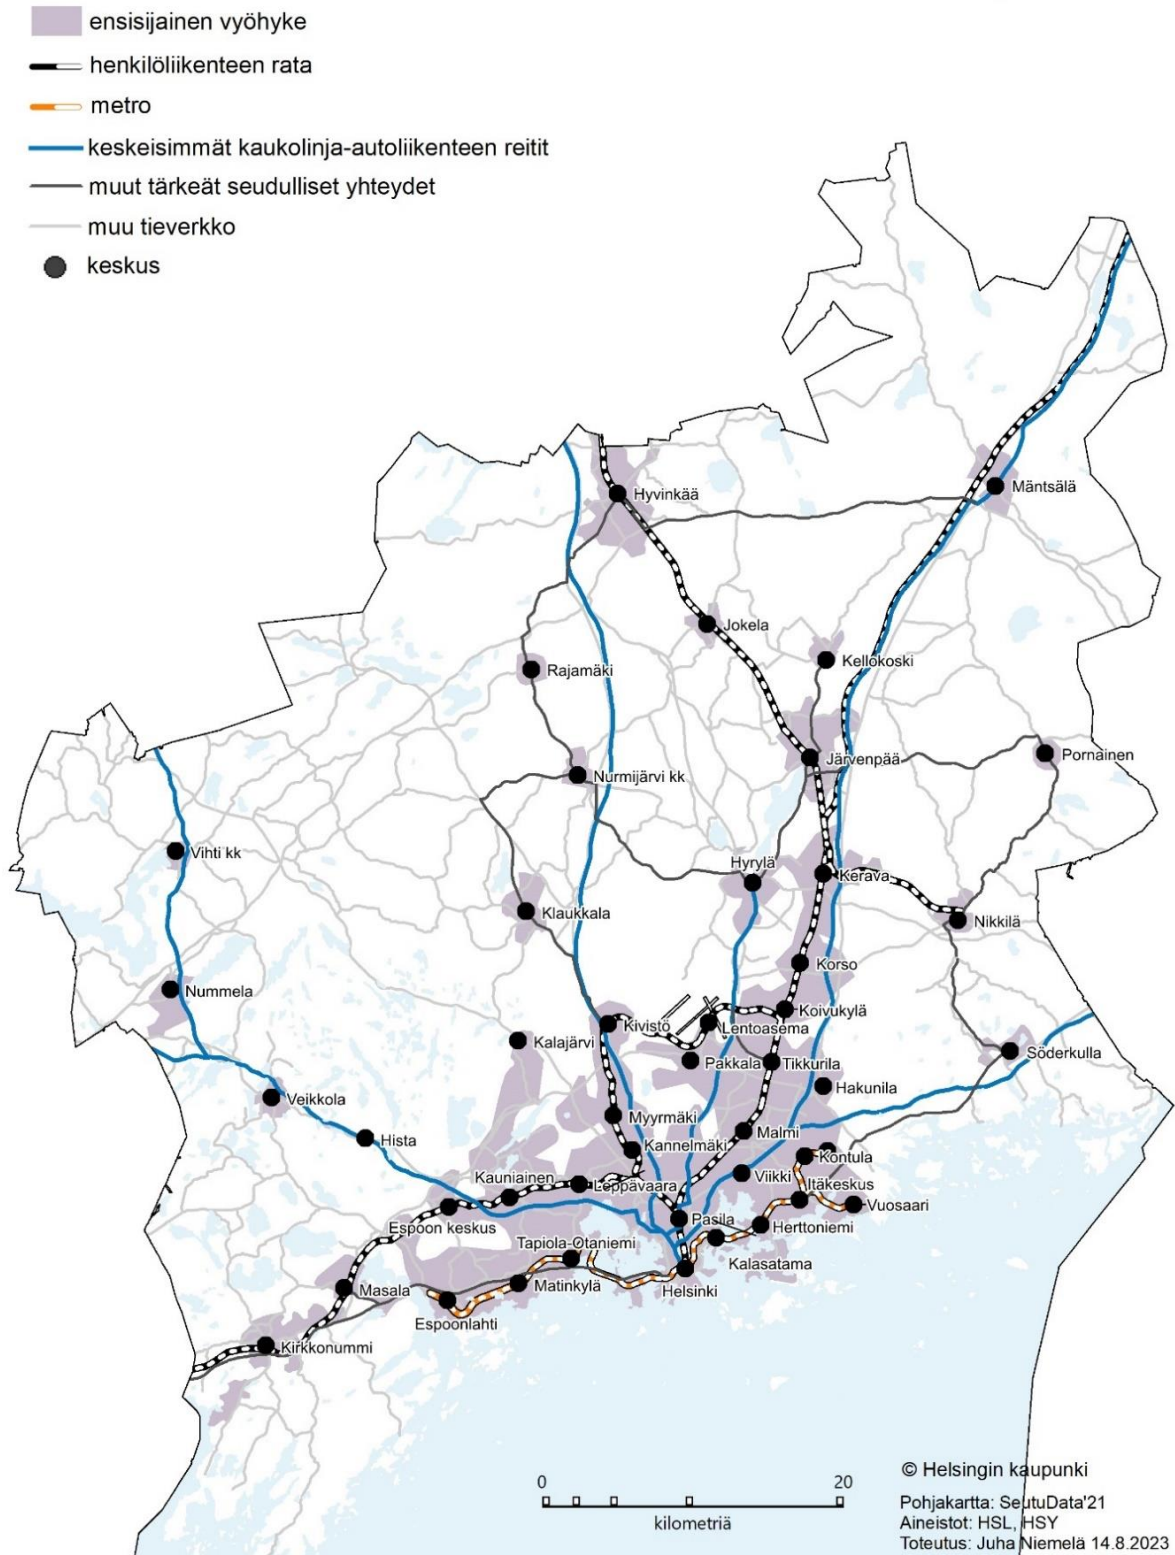 ensisijainen vyöhyke
henkilöliikenteen rata
metro
keskeisimmät kaukolinja-autoliikenteen reitit
muut tärkeät seudulliset yhteydet
muu tieverkko
keskus
Hyvinkää
Mäntsälä
Jokela
Kellokoski
Rajamäki
Järvenpää
Pornainen
Nurmijärvi kk
Vihti kk
Hyrylä
Kerava
Klaukkala
Nikkilä
Korso
Nummela
Koivukylä
Kivistö
Lentoasema
Kalajärvi
Söderkulla
Pakkala
Tikkurila
Hakunila
Veikkola
Myyrmäki
Malmi
Hista
Kannelmäki
Kontula
Kauniainen
Leppävaara
Viikki
Itäkeskus
Vuosaari
Espoon keskus
Pasila
Herttoniemi
Tapiola-Otaniemi
Kalasatama
Masala
Matinkylä
Helsinki
Espoonlahti
Kirkkonummi
0 20
kilometriä
© Helsingin kaupunki
Pohjakartta: SeutuData'21
Aineistot: HSL, HSY
Toteutus: Juha Niemelä 14.8.2023